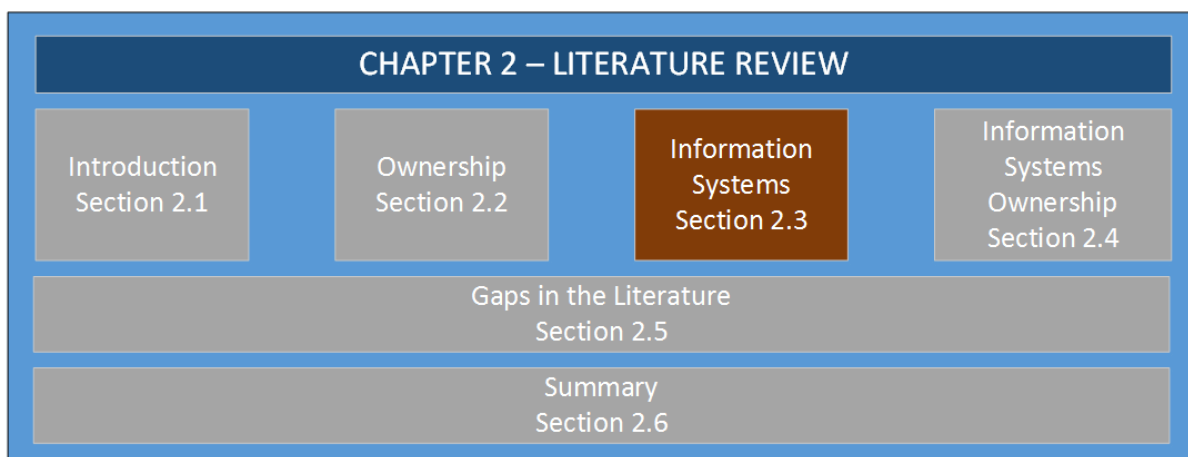 CHAPTER 2 – LITERATURE REVIEW
Introduction
Section 2.1
Ownership
Section 2.2
Information
Systems
Section 2.3
Information
Systems
Ownership
Section 2.4
Gaps in the Literature
Section 2.5
Summary
Section 2.6